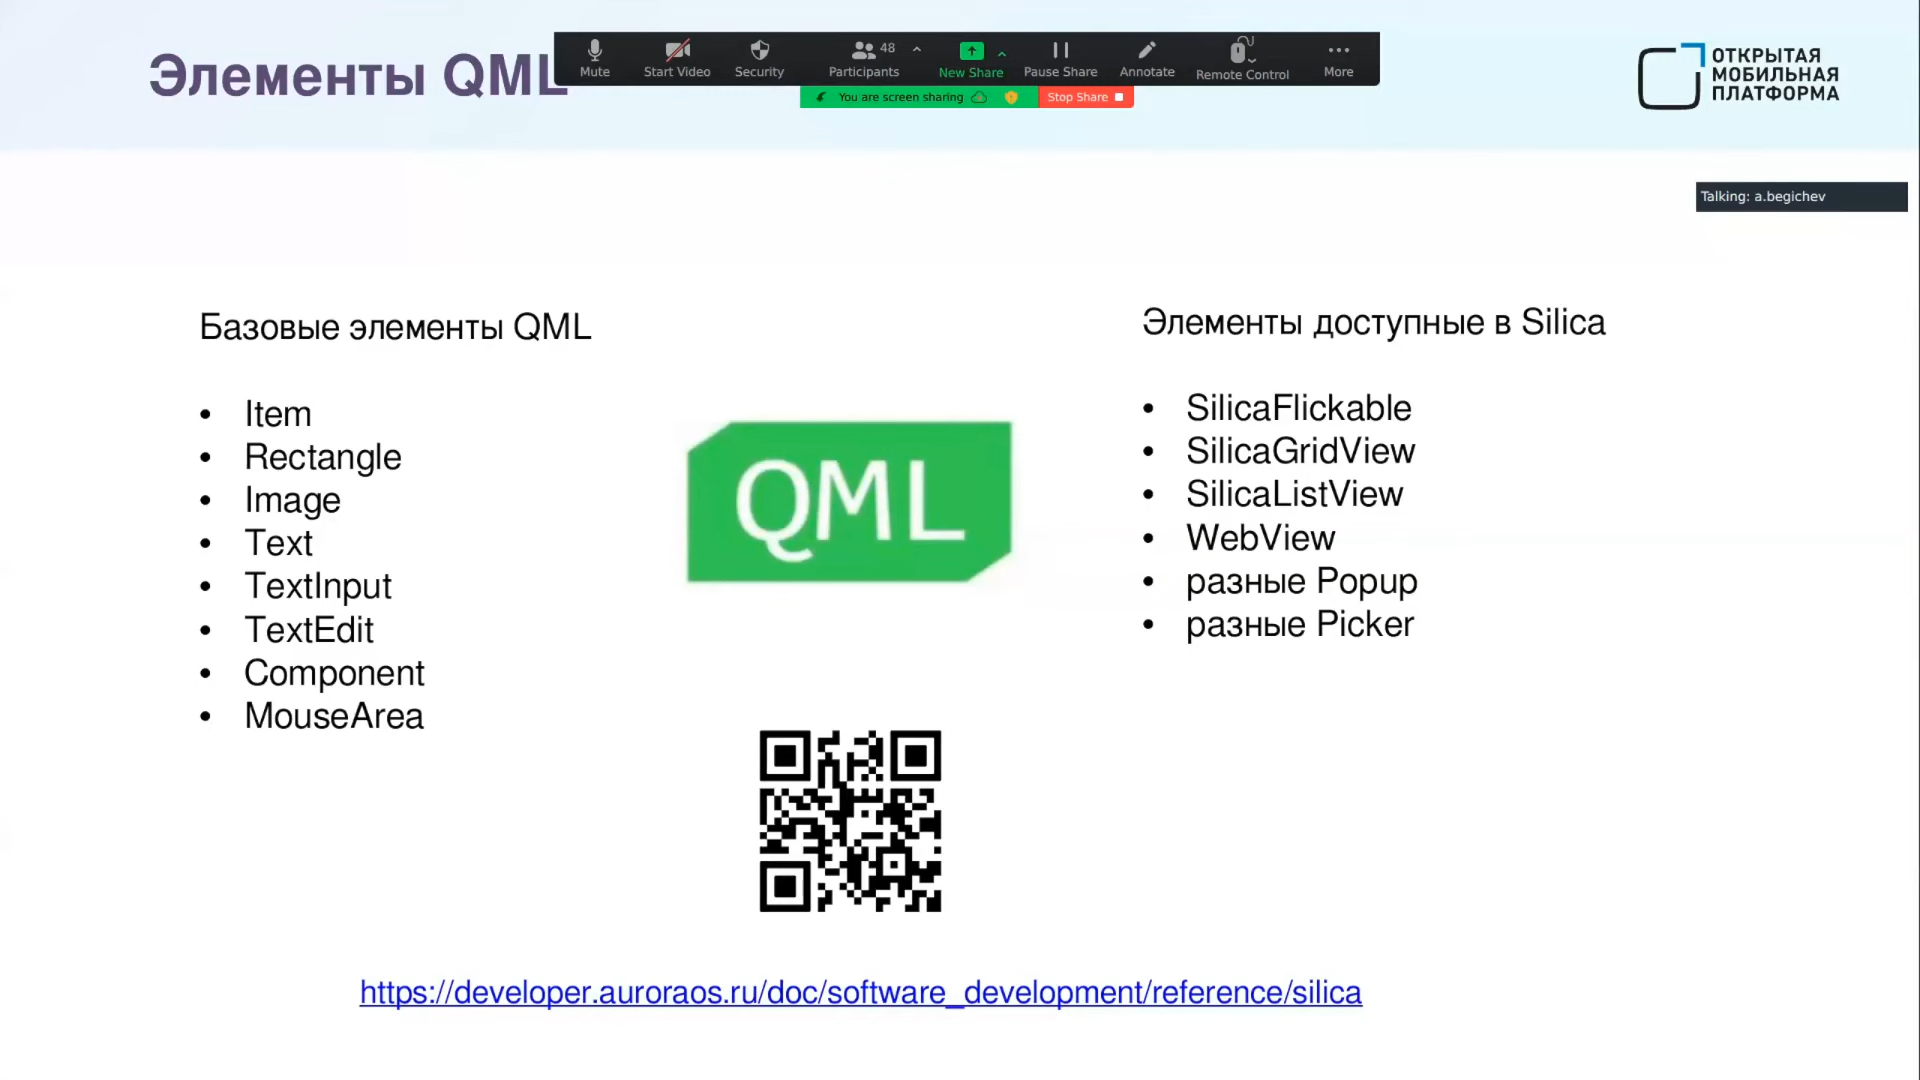 Элементы QML
Mute
Start Video
Security
Participants
48
New Share
Pause Share
Annotate
Remote Control
More
You are screen sharing
Stop Share
ОТКРЫТАЯ
МОБИЛЬНАЯ
ПЛАТФОРМА
Talking: a.begichev
Базовые элементы QML
• Item
• Rectangle
• Image
• Text
• TextInput
• TextEdit
• Component
• MouseArea
QML
Элементы доступные в Silica
• SilicaFlickable
• SilicaGridView
• SilicaListView
• WebView
• разные Popup
• разные Picker
https://developer.auroraos.ru/doc/software_development/reference/silica